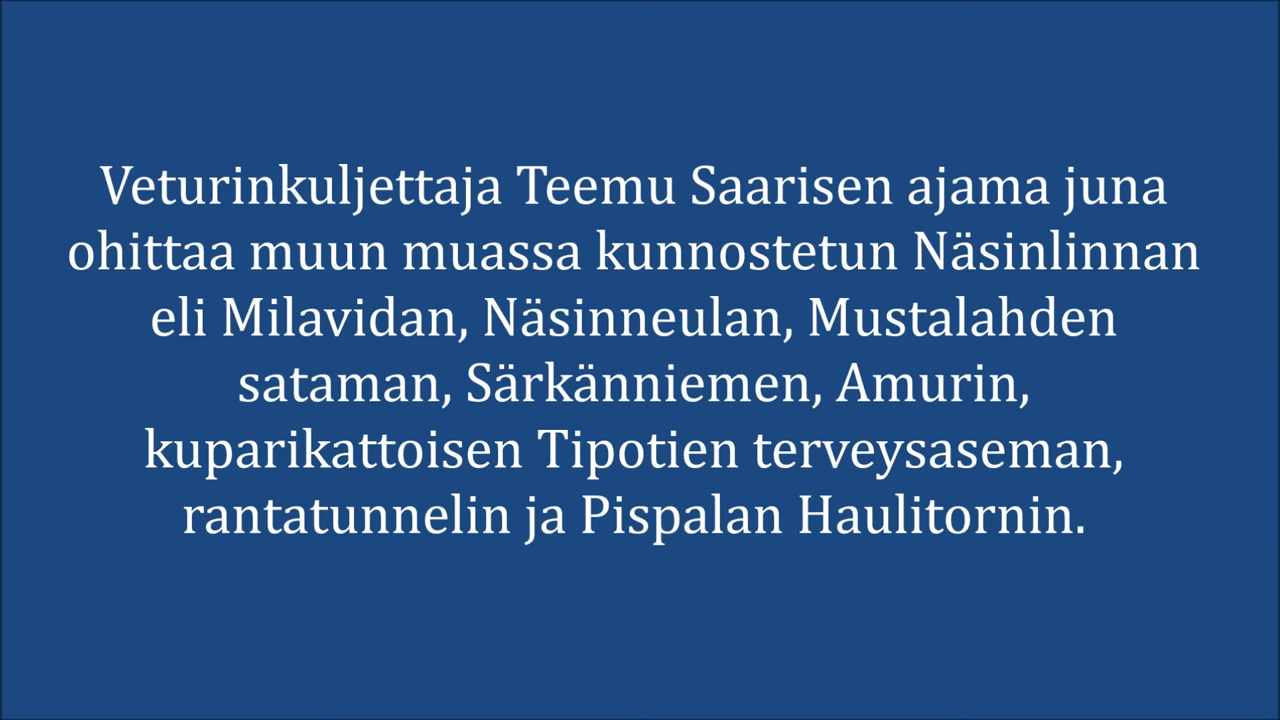 Veturinkuljettaja Teemu Saarisen ajama juna
ohittaa muun muassa kunnostetun Näsinlinnan
eli Milavidan, Näsinneulan, Mustalahden
sataman, Särkänniemen, Amurin,
kuparikattoisen Tipotien terveysaseman,
rantatunnelin ja Pispalan Haulitornin.